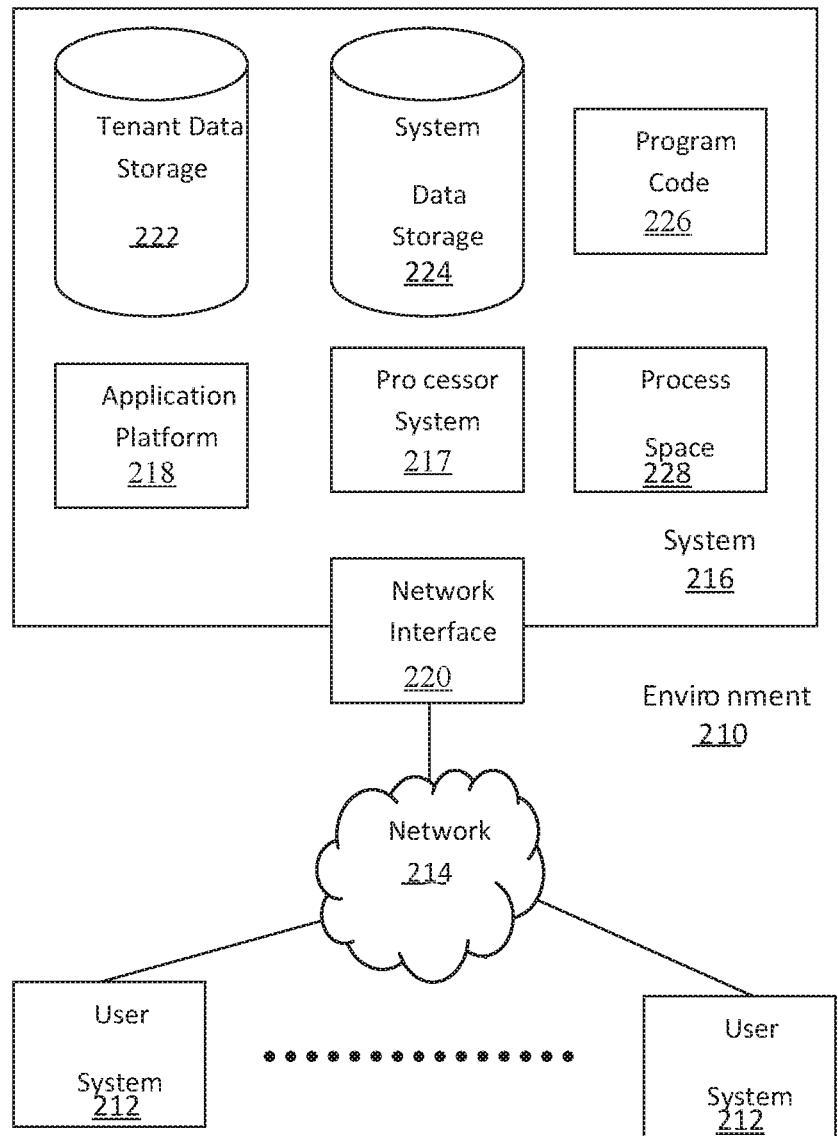 Tenant Data
Storage
222
System
Data
Storage
224
Program
Code
226
Application
Platform
218
Pro cessor
System
217
Process
Space
228
System
216
Network
Interface
220
Enviro nment
210
Network
214
User
System
212
User
System
212